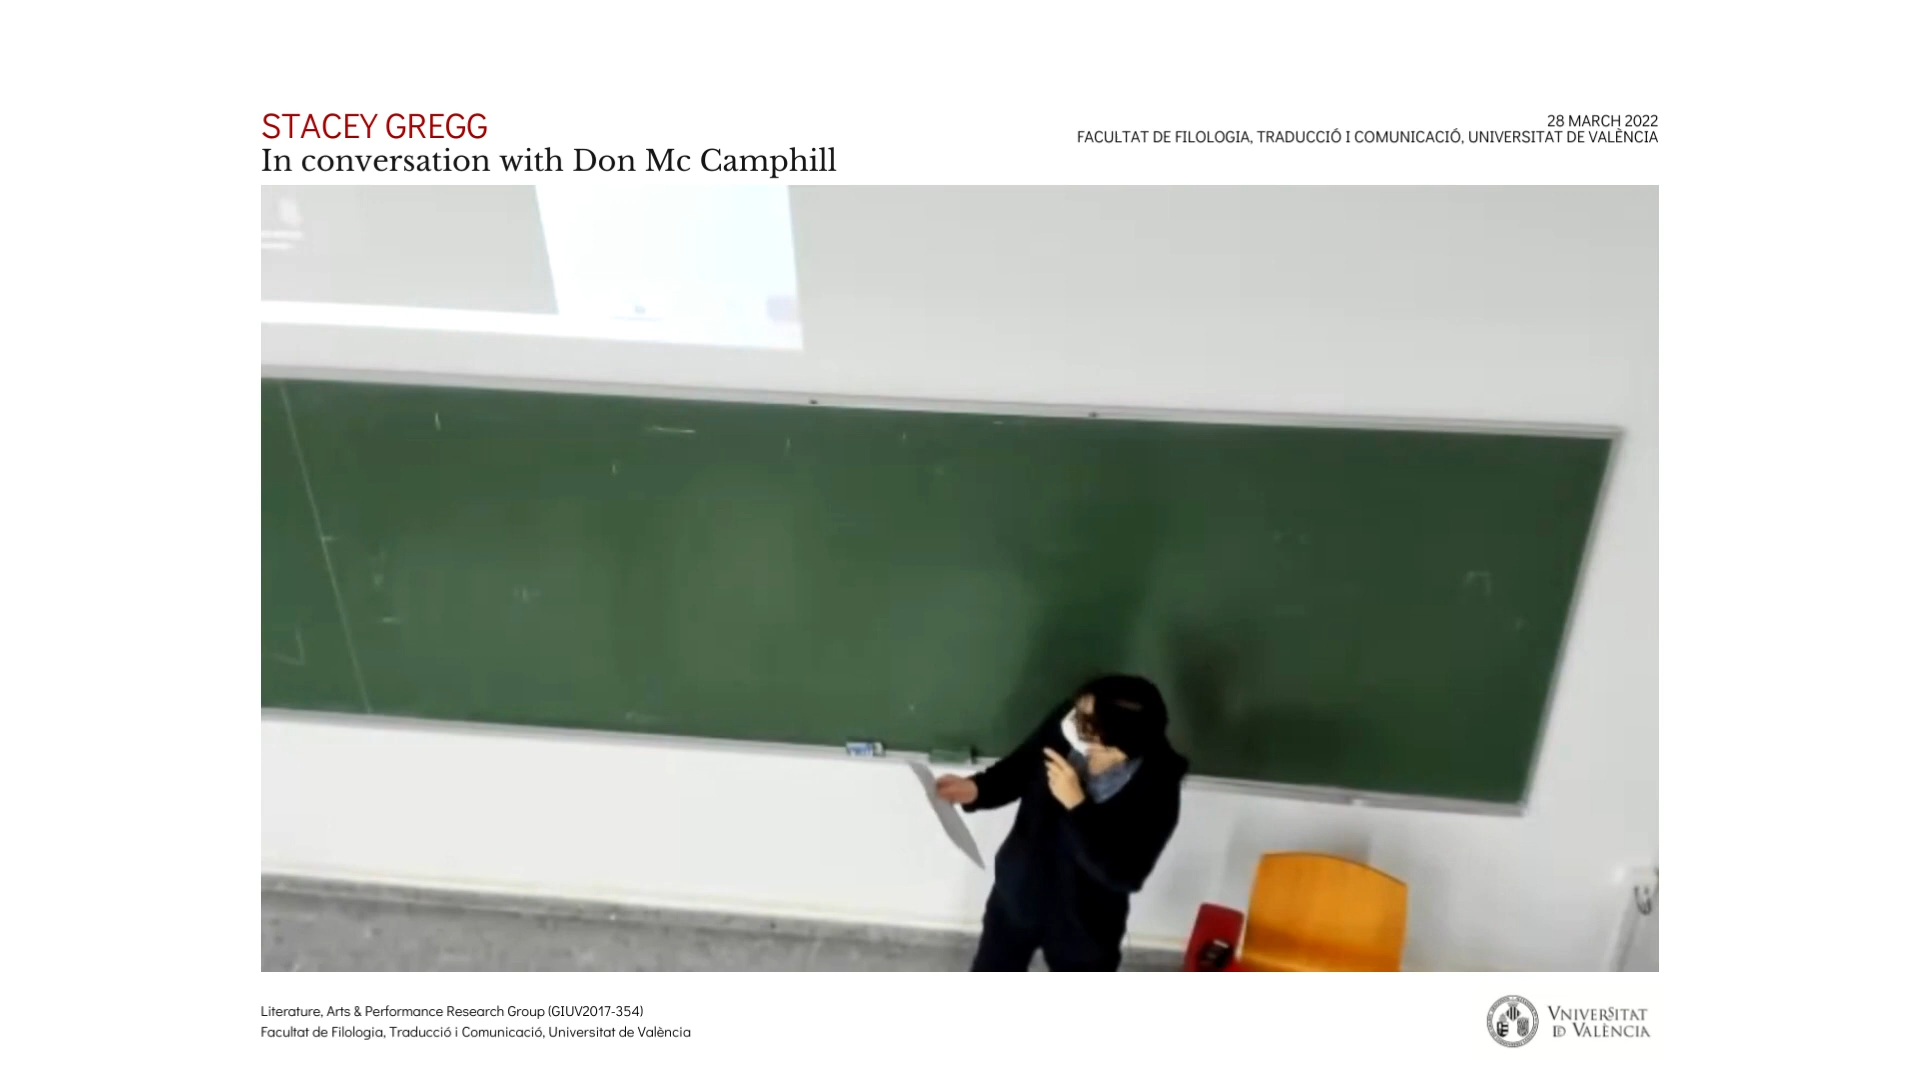 STACEY GREGG
In conversation with Don Mc Camphill
28 MARCH 2022
FACULTAT DE FILOLOGIA, TRADUCCIÓ I COMUNICACIÓ, UNIVERSITAT DE VALÈNCIA
Literature, Arts & Performance Research Group (GIUV2017-354)
Facultat de Filologia, Traducció i Comunicació, Universitat de València
VNIVERSITAT
ID VALÈNCIA